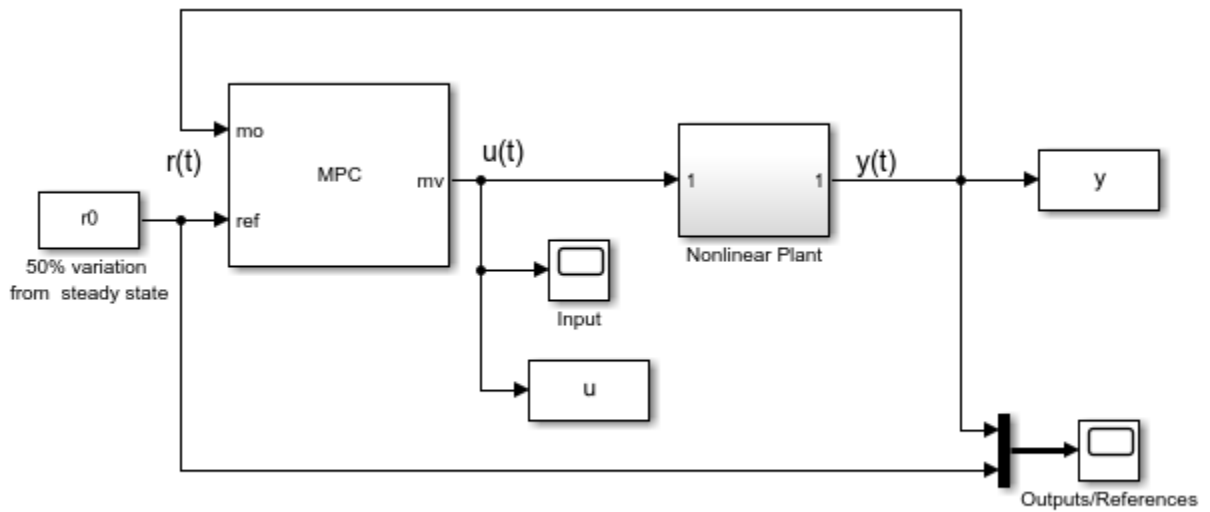 mo
r(t)
MPC
mv
u(t)
1
1
y(t)
y
r0
ref
50% variation
from steady state
Nonlinear Plant
Input
u
Outputs/References